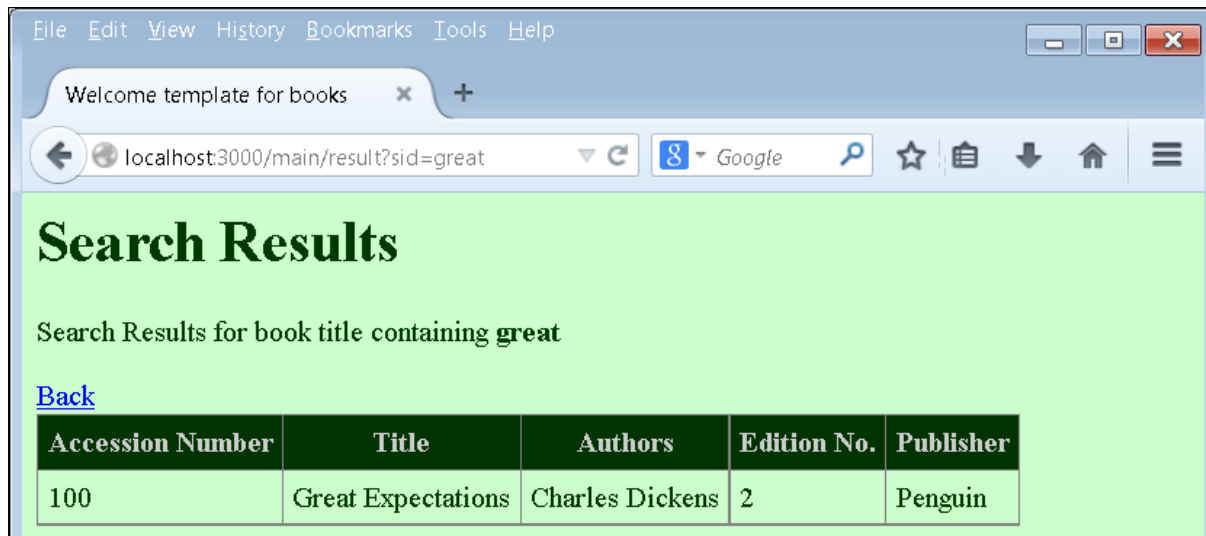 File Edit View History Bookmarks Tools Help
Welcome template for books
localhost:3000/main/result?sid=great 8 Google
Search Results
Search Results for book title containing great
Back
Accession Number Title Authors Edition No. Publisher
100 Great Expectations Charles Dickens 2 Penguin